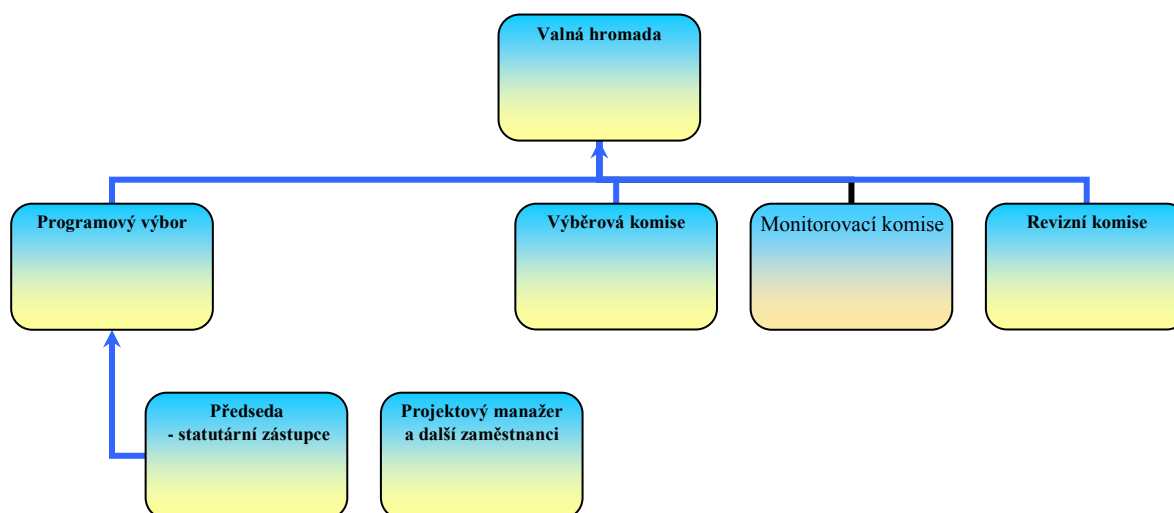 Valná hromada
Programový výbor
Výběrová komise
Monitorovací komise
Revizní komise
Předseda
- statutární zástupce
Projektový manažer
a další zaměstnanci